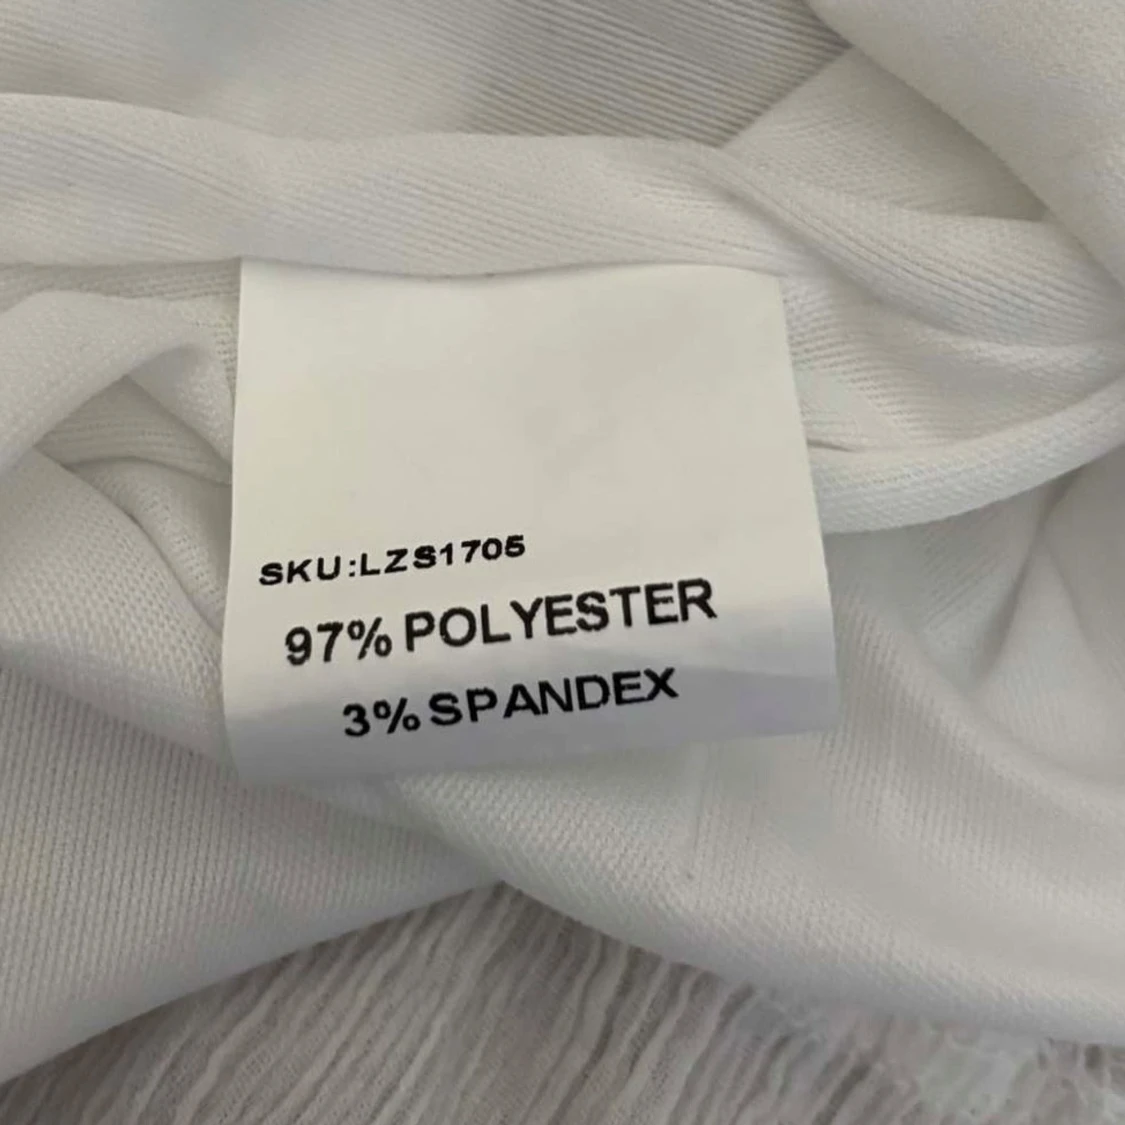 SKU:LZS1705
97% POLYESTER
3% SPANDEX